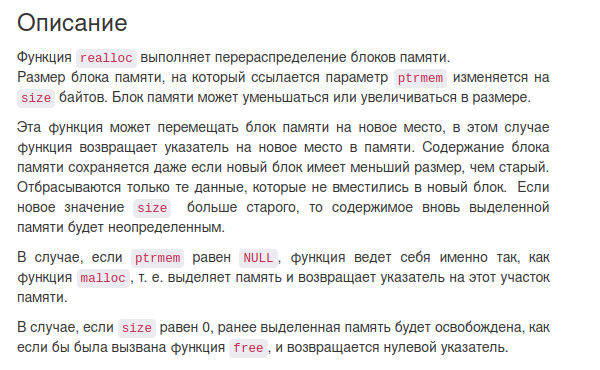 Описание
Функция realloc выполняет перераспределение блоков памяти.
Размер блока памяти, на который ссылается параметр ptrmem изменяется на
size байтов. Блок памяти может уменьшаться или увеличиваться в размере.
Эта функция может перемещать блок памяти на новое место, в этом случае
функция возвращает указатель на новое место в памяти. Содержание блока
памяти сохраняется даже если новый блок имеет меньший размер, чем старый.
Отбрасываются только те данные, которые не вместились в новый блок. Если
новое значение size больше старого, то содержимое вновь выделенной
памяти будет неопределенным.
В случае, если ptrmem равен NULL, функция ведет себя именно так, как
функция malloc, т. е. выделяет память и возвращает указатель на этот участок
памяти.
В случае, если size равен 0, ранее выделенная память будет освобождена, как
если бы была вызвана функция free, и возвращается нулевой указатель.